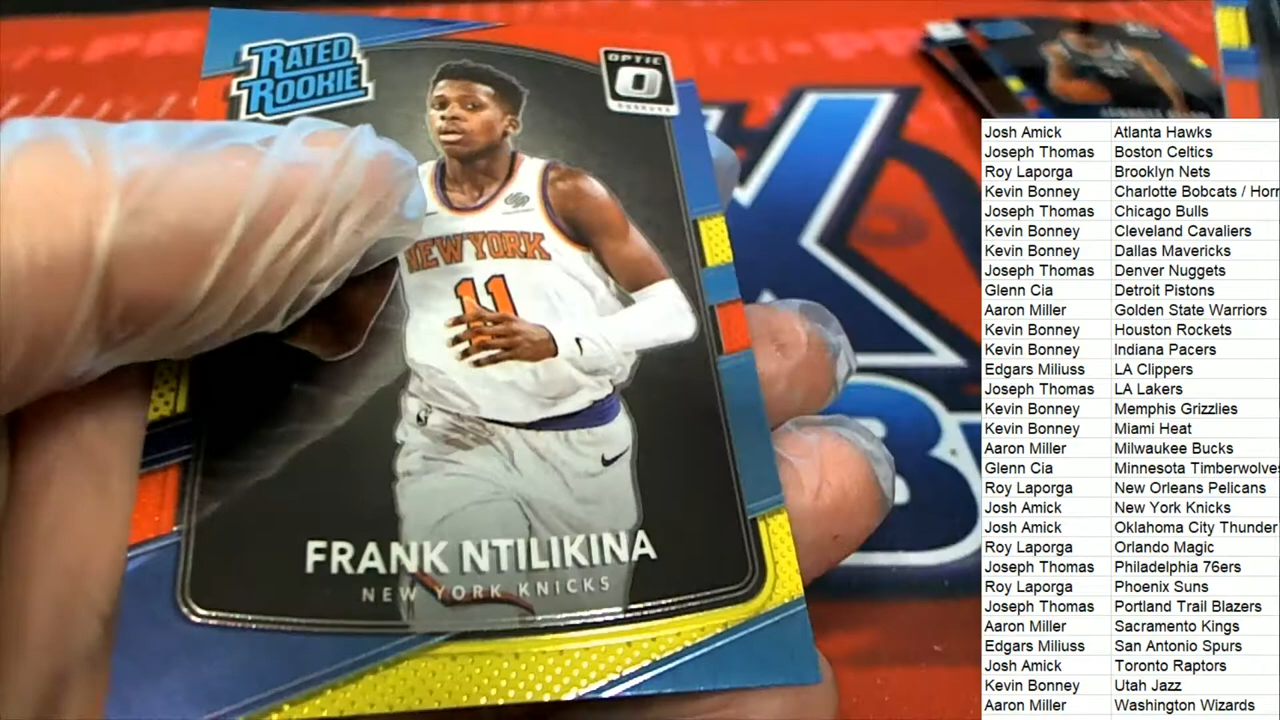 RATED
ROOKIE
OPTIC
DONRUSS
NEW YORK
11
FRANK NTILIKINA
NEW YORK KNICKS
Josh Amick Atlanta Hawks
Joseph Thomas Boston Celtics
Roy Laporga Brooklyn Nets
Kevin Bonney Charlotte Bobcats / Horn
Joseph Thomas Chicago Bulls
Kevin Bonney Cleveland Cavaliers
Kevin Bonney Dallas Mavericks
Joseph Thomas Denver Nuggets
Glenn Cia Detroit Pistons
Aaron Miller Golden State Warriors
Kevin Bonney Houston Rockets
Kevin Bonney Indiana Pacers
Edgars Miliuss LA Clippers
Joseph Thomas LA Lakers
Kevin Bonney Memphis Grizzlies
Kevin Bonney Miami Heat
Aaron Miller Milwaukee Bucks
Glenn Cia Minnesota Timberwolves
Roy Laporga New Orleans Pelicans
Josh Amick New York Knicks
Josh Amick Oklahoma City Thunder
Roy Laporga Orlando Magic
Joseph Thomas Philadelphia 76ers
Roy Laporga Phoenix Suns
Joseph Thomas Portland Trail Blazers
Aaron Miller Sacramento Kings
Edgars Miliuss San Antonio Spurs
Josh Amick Toronto Raptors
Kevin Bonney Utah Jazz
Aaron Miller Washington Wizards